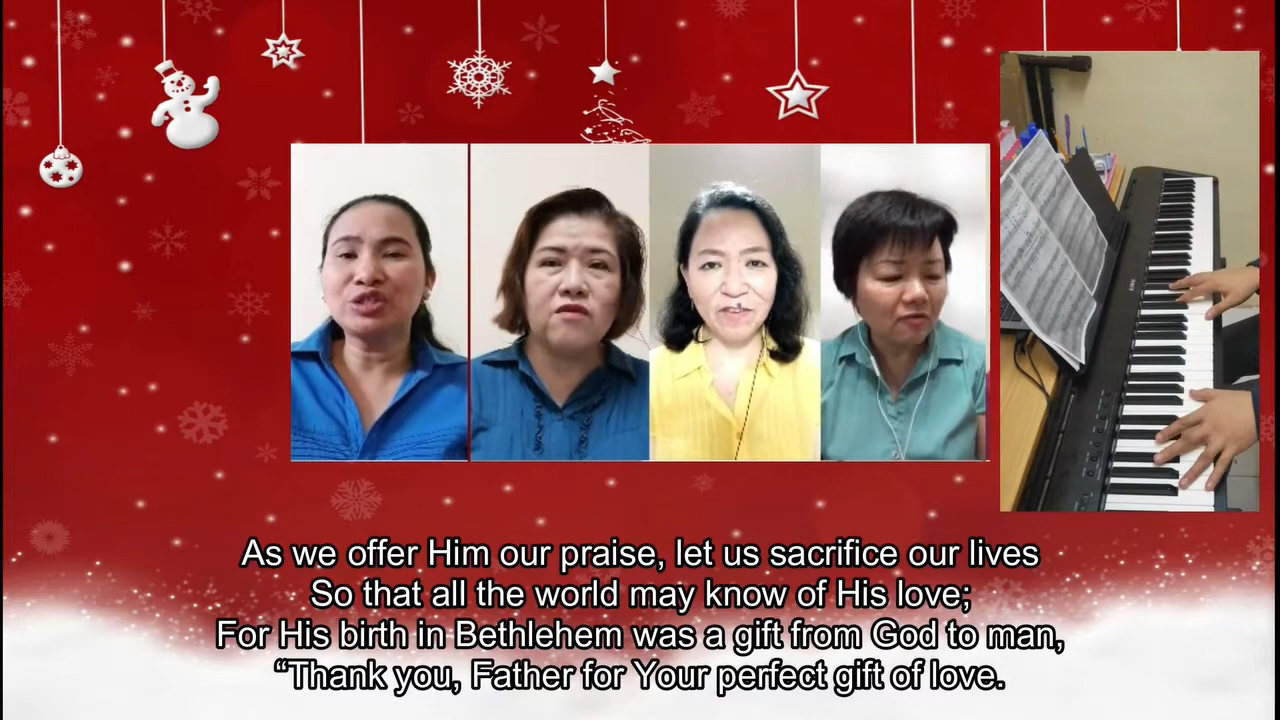 As we offer Him our praise, let us sacrifice our lives
So that all the world may know of His love;
For His birth in Bethlehem was a gift from God to man,
“Thank you, Father for Your perfect gift of love.